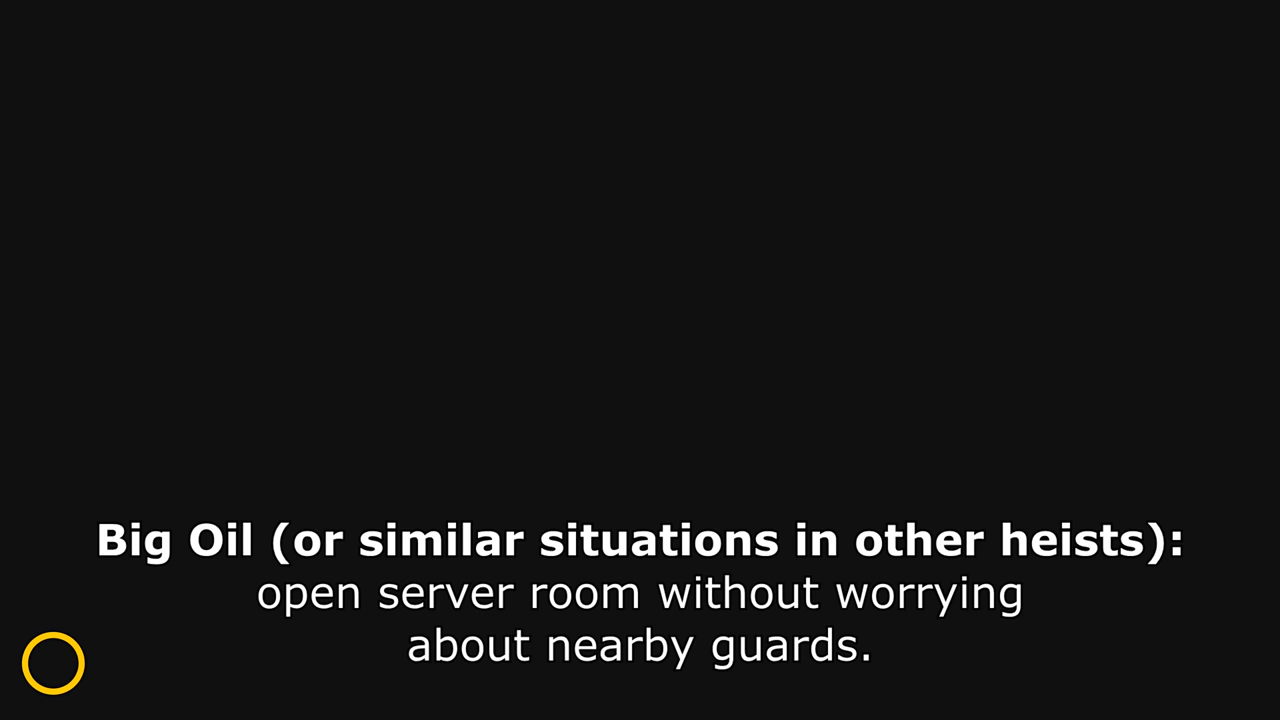 Big Oil (or similar situations in other heists):
open server room without worrying
about nearby guards.